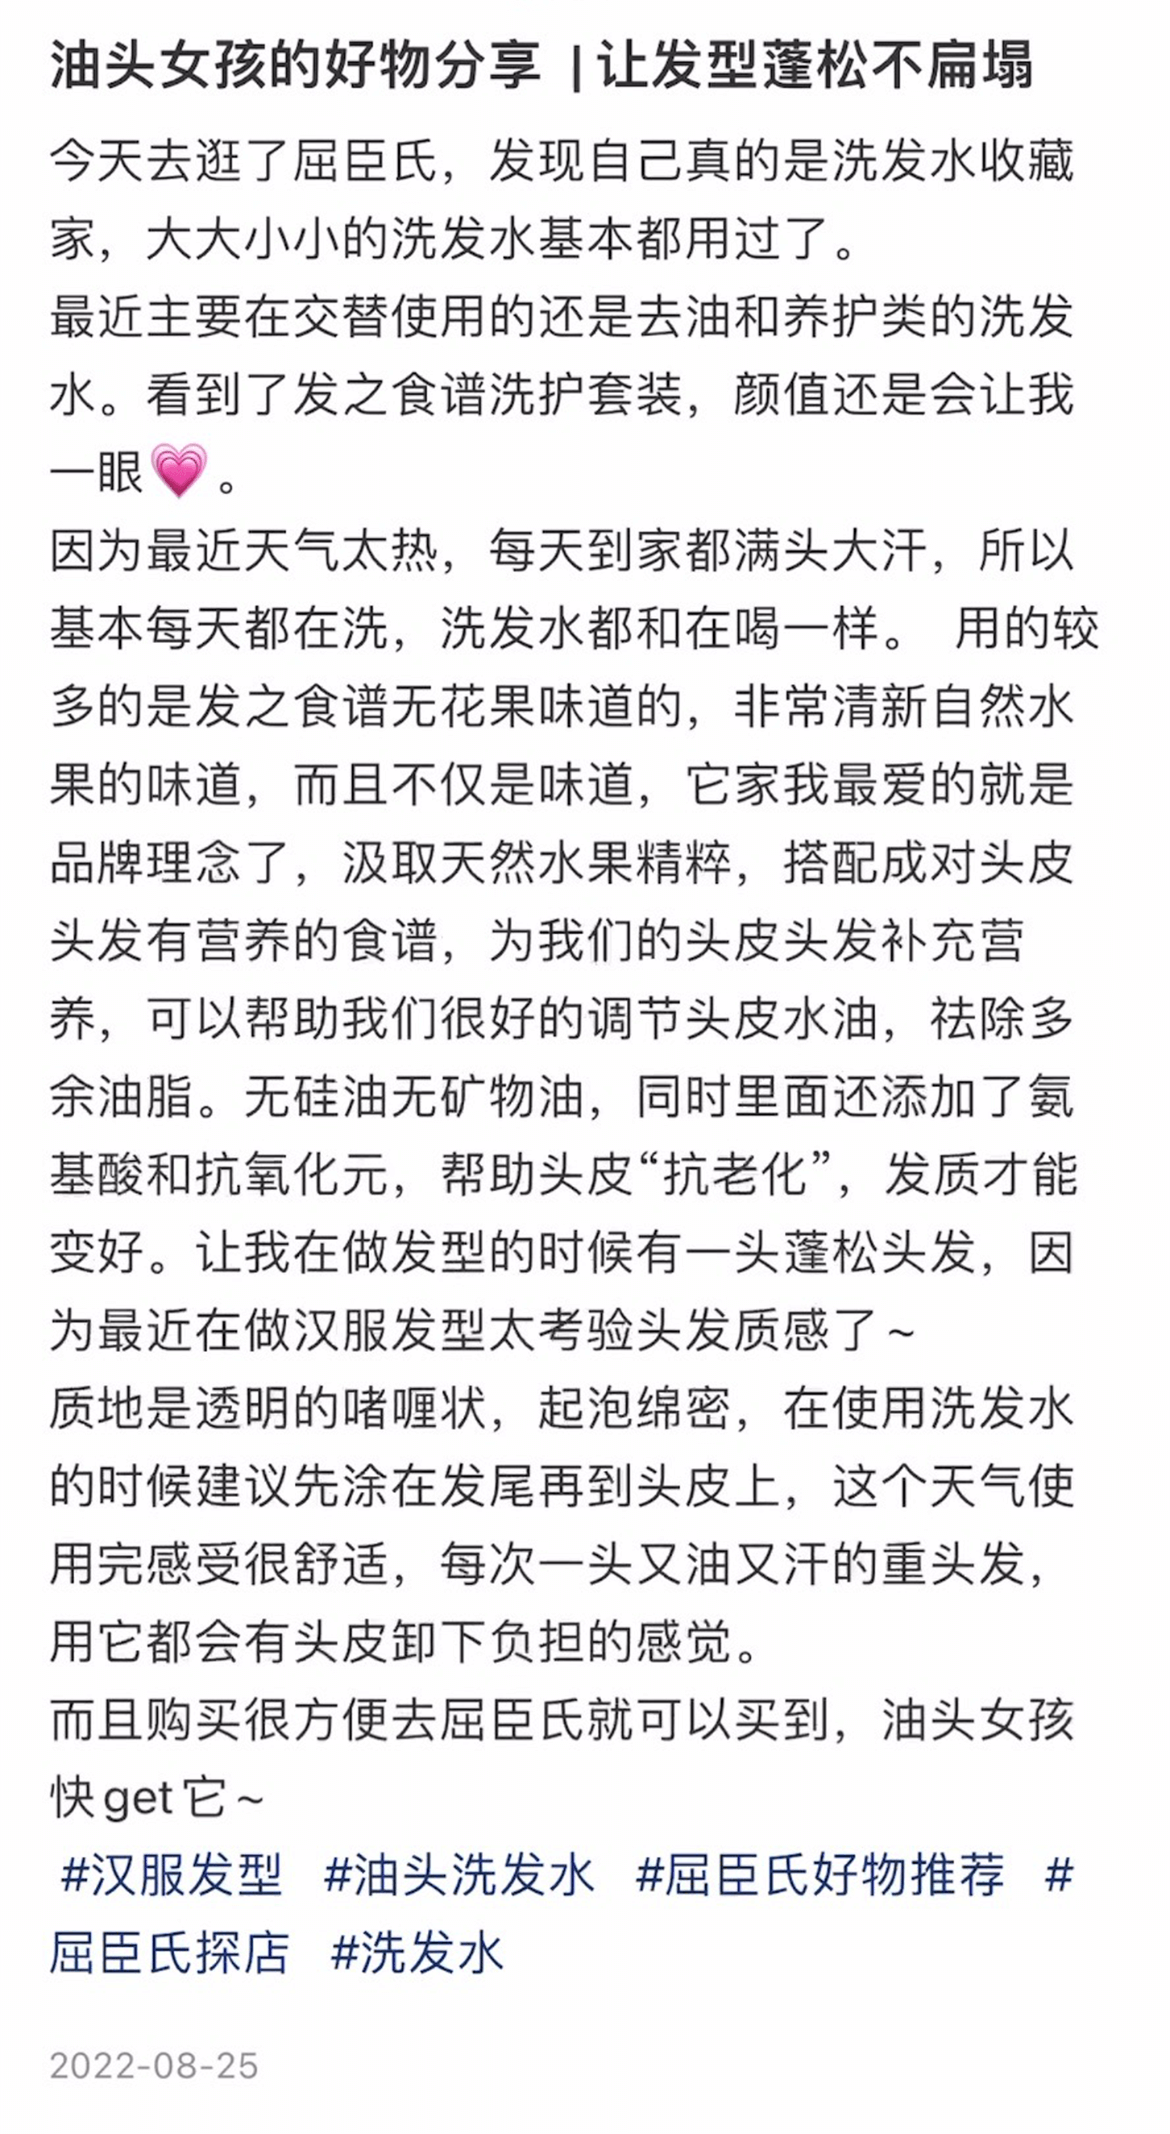 油头女孩的好物分享 | 让发型蓬松不扁塌
今天去逛了屈臣氏，发现自己真的是洗发水收藏
家，大大小小的洗发水基本都用过了。
最近主要在交替使用的还是去油和养护类的洗发
水。看到了发之食谱洗护套装，颜值还是会让我
一眼💗。
因为最近天气太热，每天到家都满头大汗，所以
基本每天都在洗，洗发水都和在喝一样。 用的较
多的是发之食谱无花果味道的，非常清新自然水
果的味道，而且不仅是味道，它家我最爱的就是
品牌理念了，汲取天然水果精粹，搭配成对头皮
头发有营养的食谱，为我们的头皮头发补充营
养，可以帮助我们很好的调节头皮水油，祛除多
余油脂。无硅油无矿物油，同时里面还添加了氨
基酸和抗氧化元，帮助头皮“抗老化”，发质才能
变好。让我在做发型的时候有一头蓬松头发，因
为最近在做汉服发型太考验头发质感了~
质地是透明的啫喱状，起泡绵密，在使用洗发水
的时候建议先涂在发尾再到头皮上，这个天气使
用完感受很舒适，每次一头又油又汗的重头发，
用它都会有头皮卸下负担的感觉。
而且购买很方便去屈臣氏就可以买到，油头女孩
快get它~
#汉服发型 #油头洗发水 #屈臣氏好物推荐 #
屈臣氏探店 #洗发水
2022-08-25